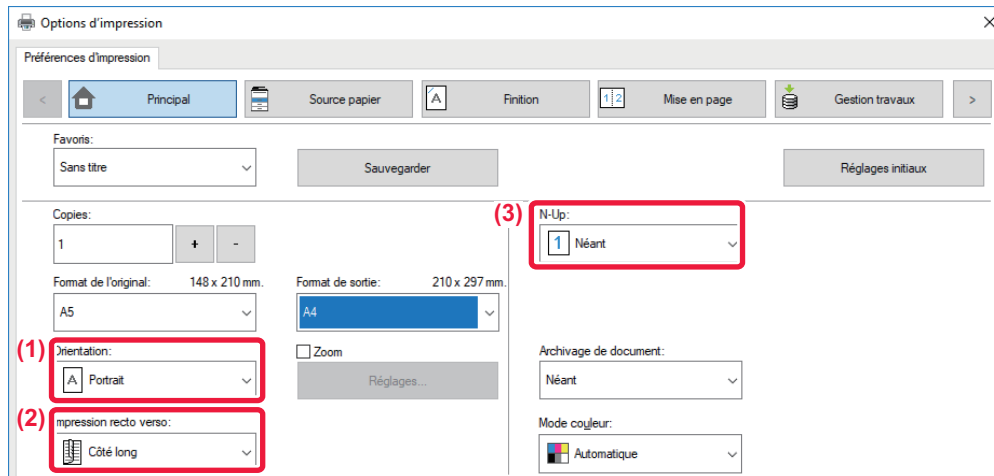 Options d'impression
Préférences d'impression
< Principal Source papier Finition Mise en page Gestion travaux >
Favoris:
Sans titre Sauvegarder Réglages initiaux
Copies: (3) N-Up:
1 + - 1 Néant
Format de l'original: 148 x 210 mm. Format de sortie: 210 x 297 mm.
A5 A4
(1) Orientation: Zoom Archivage de document:
A Portrait Réglages... Néant
(2) mpression recto verso: Mode couleur:
Côté long Automatique